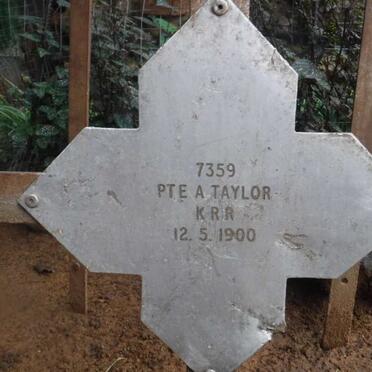 7359
PTE A TAYLOR
K R R
12. 5. 1900